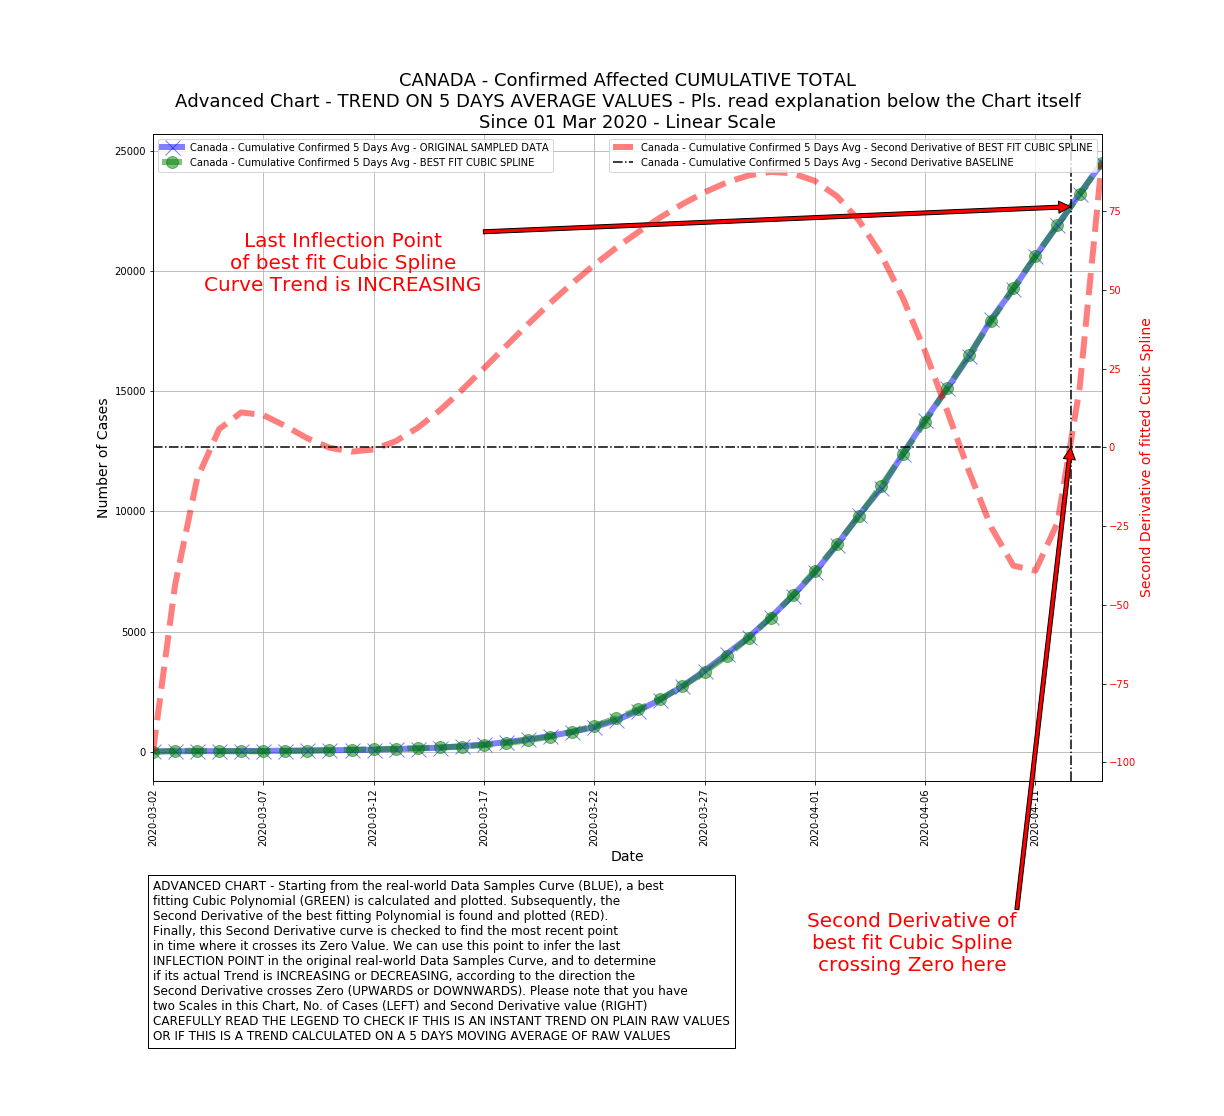 CANADA - Confirmed Affected CUMULATIVE TOTAL
Advanced Chart - TREND ON 5 DAYS AVERAGE VALUES - Pls. read explanation below the Chart itself
Since 01 Mar 2020 - Linear Scale
Canada - Cumulative Confirmed 5 Days Avg - ORIGINAL SAMPLED DATA
Canada - Cumulative Confirmed 5 Days Avg - BEST FIT CUBIC SPLINE
Canada - Cumulative Confirmed 5 Days Avg - Second Derivative of BEST FIT CUBIC SPLINE
Canada - Cumulative Confirmed 5 Days Avg - Second Derivative BASELINE
Last Inflection Point
of best fit Cubic Spline
Curve Trend is INCREASING
Number of Cases
25000
20000
15000
10000
5000
0
75
50
25
0
−25
−50
−75
−100
Second Derivative of fitted Cubic Spline
2020-03-02
2020-03-07
2020-03-12
2020-03-17
2020-03-22
2020-03-27
2020-04-01
2020-04-06
2020-04-11
Date
ADVANCED CHART - Starting from the real-world Data Samples Curve (BLUE), a best
fitting Cubic Polynomial (GREEN) is calculated and plotted. Subsequently, the
Second Derivative of the best fitting Polynomial is found and plotted (RED).
Finally, this Second Derivative curve is checked to find the most recent point
in time where it crosses its Zero Value. We can use this point to infer the last
INFLECTION POINT in the original real-world Data Samples Curve, and to determine
if its actual Trend is INCREASING or DECREASING, according to the direction the
Second Derivative crosses Zero (UPWARDS or DOWNWARDS). Please note that you have
two Scales in this Chart, No. of Cases (LEFT) and Second Derivative value (RIGHT)
CAREFULLY READ THE LEGEND TO CHECK IF THIS IS AN INSTANT TREND ON PLAIN RAW VALUES
OR IF THIS IS A TREND CALCULATED ON A 5 DAYS MOVING AVERAGE OF RAW VALUES
Second Derivative of
best fit Cubic Spline
crossing Zero here